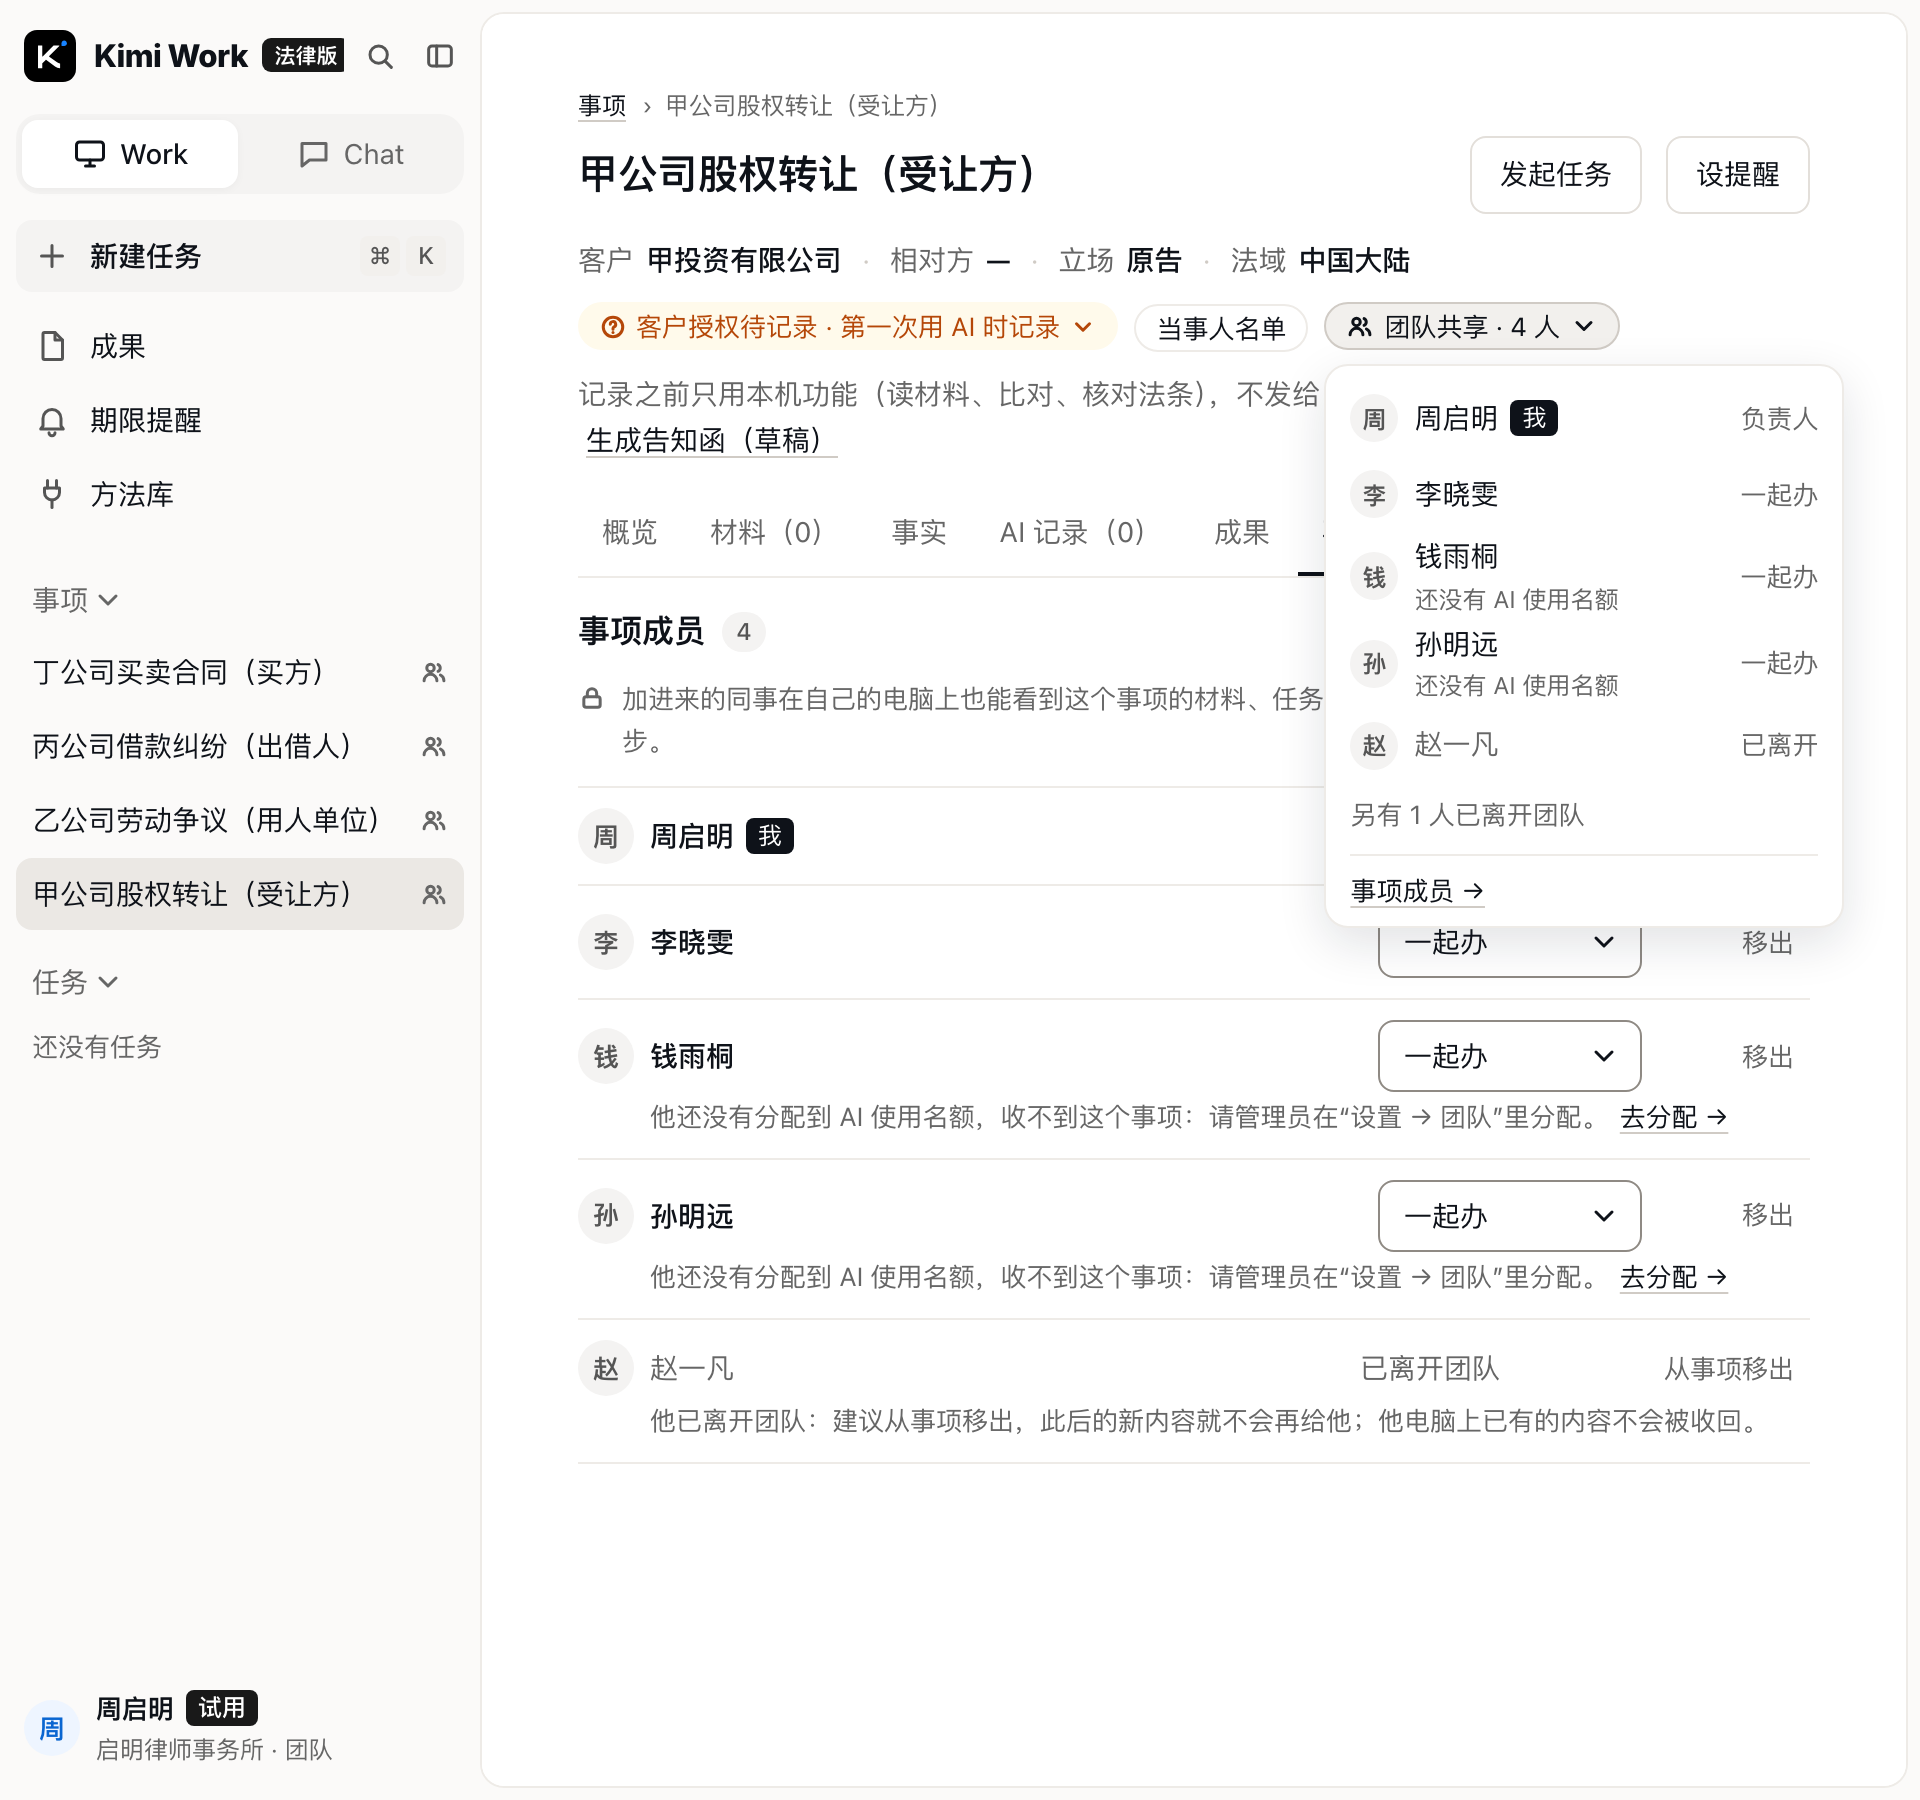 Kimi Work 法律版
Work
Chat
新建任务 ⌘ K
成果
期限提醒
方法库
事项
丁公司买卖合同（买方）
丙公司借款纠纷（出借人）
乙公司劳动争议（用人单位）
甲公司股权转让（受让方）
任务
还没有任务
周启明 试用
启明律师事务所 · 团队
事项 › 甲公司股权转让（受让方）
甲公司股权转让（受让方）
发起任务
设提醒
客户 甲投资有限公司 · 相对方 — · 立场 原告 · 法域 中国大陆
客户授权待记录 · 第一次用 AI 时记录
当事人名单
团队共享 · 4 人
记录之前只用本机功能（读材料、比对、核对法条），不发给
生成告知函（草稿）
概览 材料（0） 事实 AI 记录（0） 成果
事项成员 4
加进来的同事在自己的电脑上也能看到这个事项的材料、任务
步。
周 周启明 我 负责人
李 李晓雯 一起办
钱 钱雨桐 一起办
还没有 AI 使用名额
孙 孙明远 一起办
还没有 AI 使用名额
赵 赵一凡 已离开
另有 1 人已离开团队
事项成员 →
周 周启明 我
李 李晓雯 一起办 移出
钱 钱雨桐 一起办 移出
他还没有分配到 AI 使用名额，收不到这个事项：请管理员在“设置 → 团队”里分配。 去分配 →
孙 孙明远 一起办 移出
他还没有分配到 AI 使用名额，收不到这个事项：请管理员在“设置 → 团队”里分配。 去分配 →
赵 赵一凡 已离开团队 从事项移出
他已离开团队：建议从事项移出，此后的新内容就不会再给他；他电脑上已有的内容不会被收回。
周